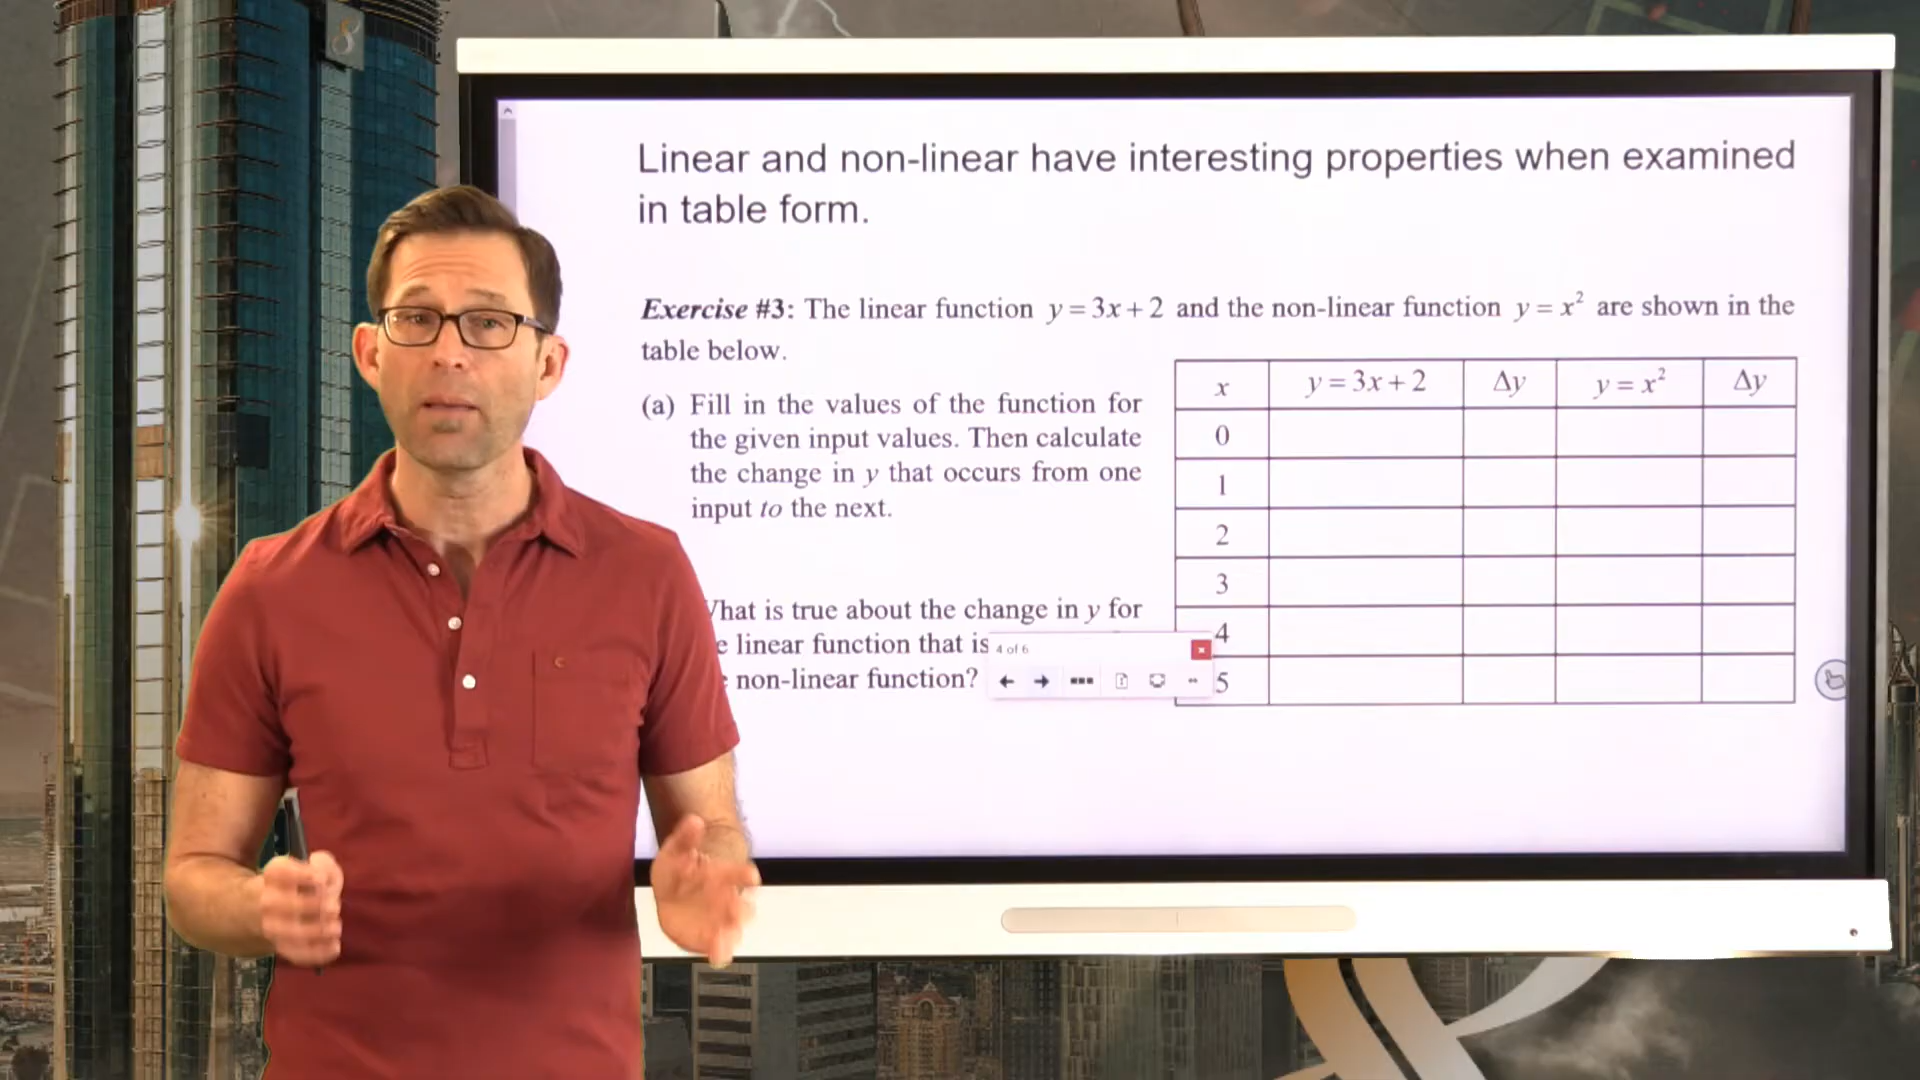 Linear and non-linear have interesting properties when examined
in table form.
Exercise #3: The linear function y = 3x + 2 and the non-linear function y = x² are shown in the
table below.
(a) Fill in the values of the function for
the given input values. Then calculate
the change in y that occurs from one
input to the next.
hat is true about the change in y for
e linear function that is
non-linear function?
4 of 6
x y = 3x + 2 Δy y = x² Δy
0
1
2
3
4
5